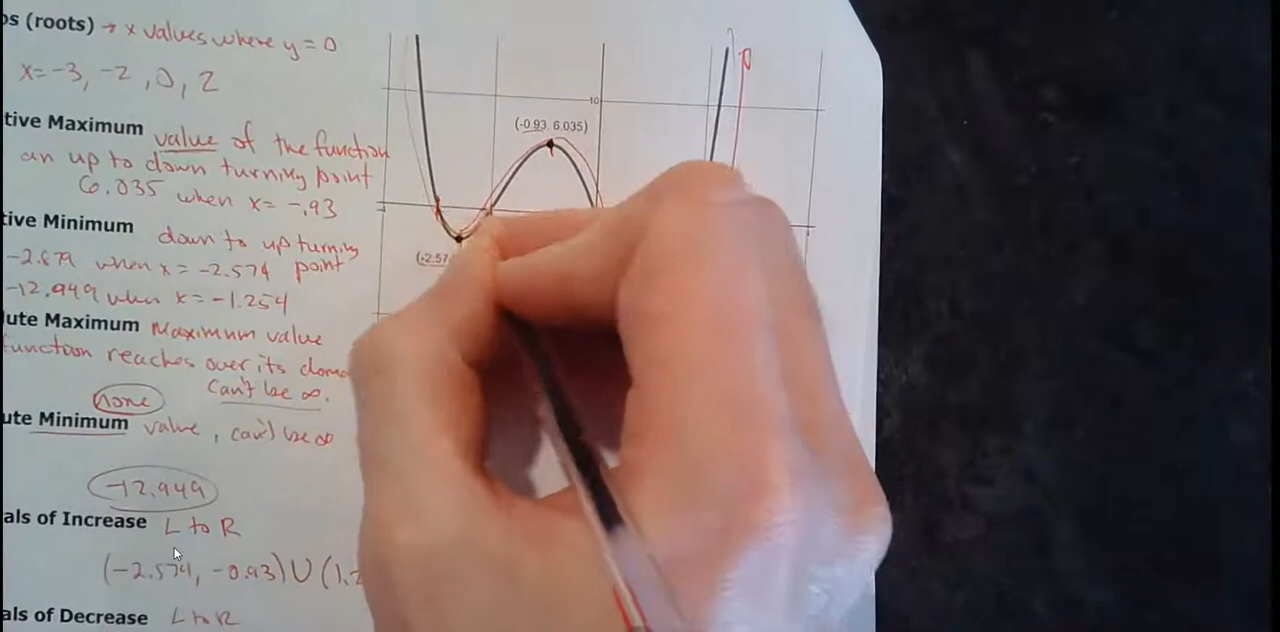 os (roots) → x values where y = 0
x = -3, -2, 0, 2
tive Maximum value of the function
an up to down turning point
6.035 when x = -.93
tive Minimum down to up turning
point
-2.879 when x = -2.574
-12.949 when x = -1.254
lute Maximum Maximum value
function reaches over its doma
can't be ∞.
none
ute Minimum value, can't be ∞
-12.949
als of Increase L to R
(-2.574, -0.93) U (1.2
als of Decrease L to R
10
(-0.93, 6.035)
(-2.57